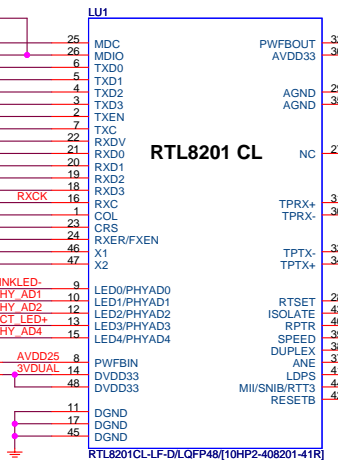 LU1
25 MDC PWFBOUT
26 MDIO AVDD33
6 TXD0
5 TXD1
4 TXD2 AGND
3 TXD3 AGND
2 TXEN
7 TXC
22 RXDV
21 RXD0 RTL8201 CL NC
20 RXD1
19 RXD2
18 RXD3
RXCK 16 RXC TPRX+
1 COL TPRX-
23 CRS
24 RXER/FXEN
46 X1 TPTX-
47 X2 TPTX+
INKLED- 9 LED0/PHYAD0
HY_AD1 10 LED1/PHYAD1 RTSET
HY_AD2 12 LED2/PHYAD2 ISOLATE
CT_LED+ 13 LED3/PHYAD3 RPTR
HY_AD4 15 LED4/PHYAD4 SPEED
DUPLEX
AVDD25 8 PWFBIN ANE
3VDUAL 14 DVDD33 LDPS
48 DVDD33 MII/SNIB/RTT3
RESETB
11 DGND
17 DGND
45 DGND
RTL8201CL-LF-D/LQFP48/[10HP2-408201-41R]